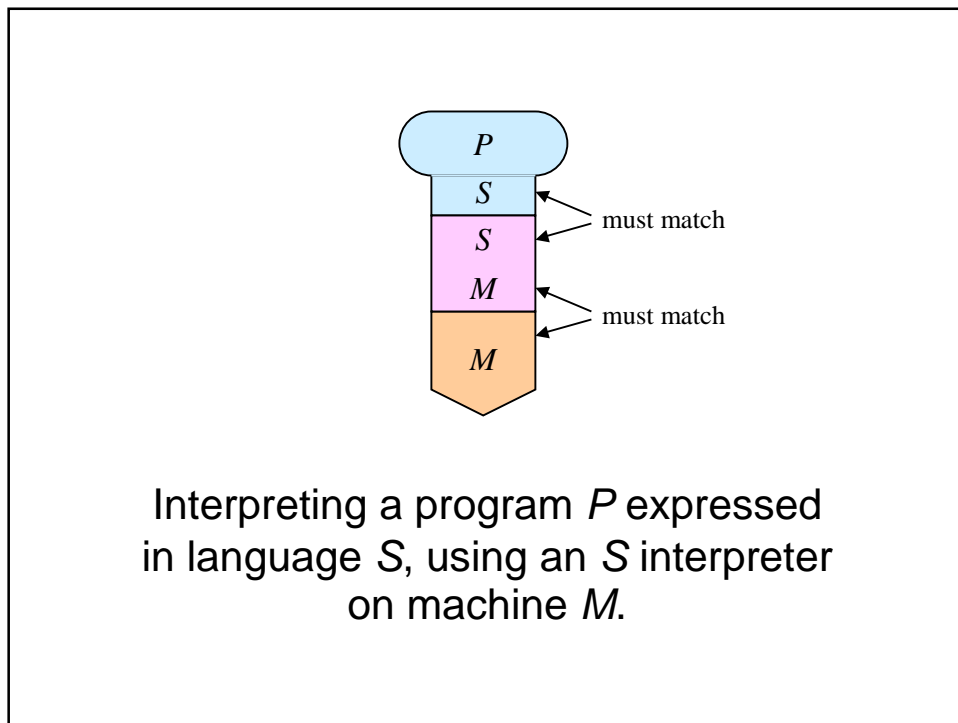 P
S
must match
S
M
must match
M
Interpreting a program P expressed
in language S, using an S interpreter
on machine M.